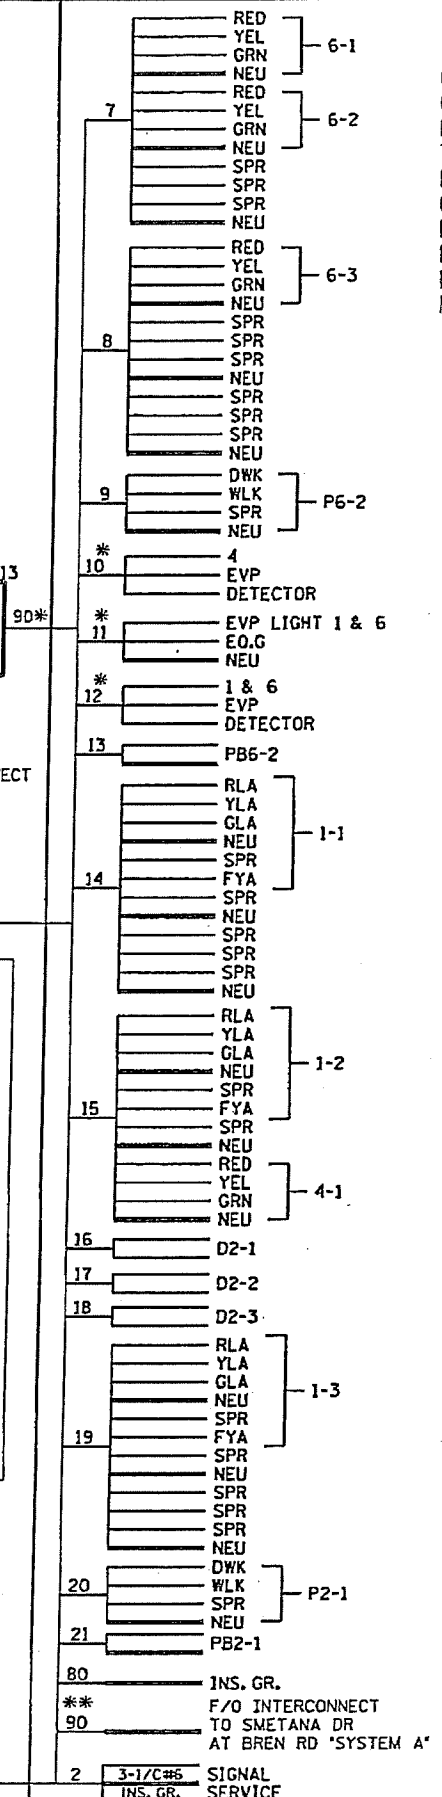 RED
YEL 6-1
GRN
NEU
RED
7 YEL 6-2
GRN
NEU
SPR
SPR
SPR
NEU
RED
YEL 6-3
GRN
NEU
SPR
8 SPR
SPR
NEU
SPR
SPR
SPR
NEU
DWK
9 WLK P6-2
SPR
NEU
* 4
10 EVP
DETECTOR
13
90* * EVP LIGHT 1 & 6
11 EQ.G
NEU
* 1 & 6
12 EVP
DETECTOR
13 PB6-2
ECT
RLA
YLA
GLA 1-1
NEU
SPR
14 FYA
SPR
NEU
SPR
SPR
SPR
NEU
RLA
YLA
GLA 1-2
NEU
SPR
15 FYA
SPR
NEU
RED
YEL 4-1
GRN
NEU
16 D2-1
17 D2-2
18 D2-3
RLA
YLA
GLA 1-3
NEU
SPR
19 FYA
SPR
NEU
SPR
SPR
SPR
NEU
DWK
20 WLK P2-1
SPR
NEU
21 PB2-1
80 INS. GR.
** F/O INTERCONNECT
90 TO SMETANA DR
AT BREN RD "SYSTEM A"
2 3-1/C#6 SIGNAL
INS. GR. SERVICE